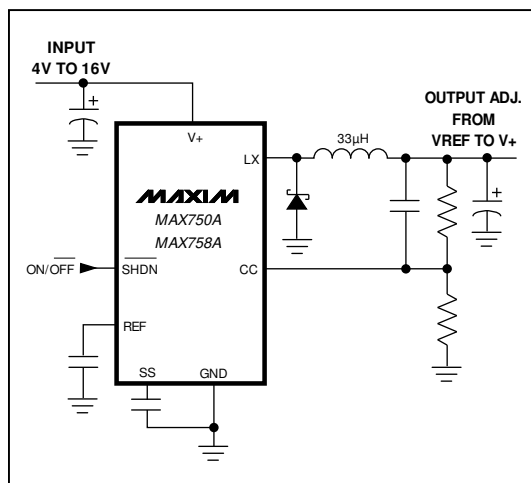 INPUT
4V TO 16V
OUTPUT ADJ.
FROM
VREF TO V+
+
V+
LX
33µH
+
MAXIM
MAX750A
MAX758A
ON/OFF
SHDN
CC
REF
SS
GND